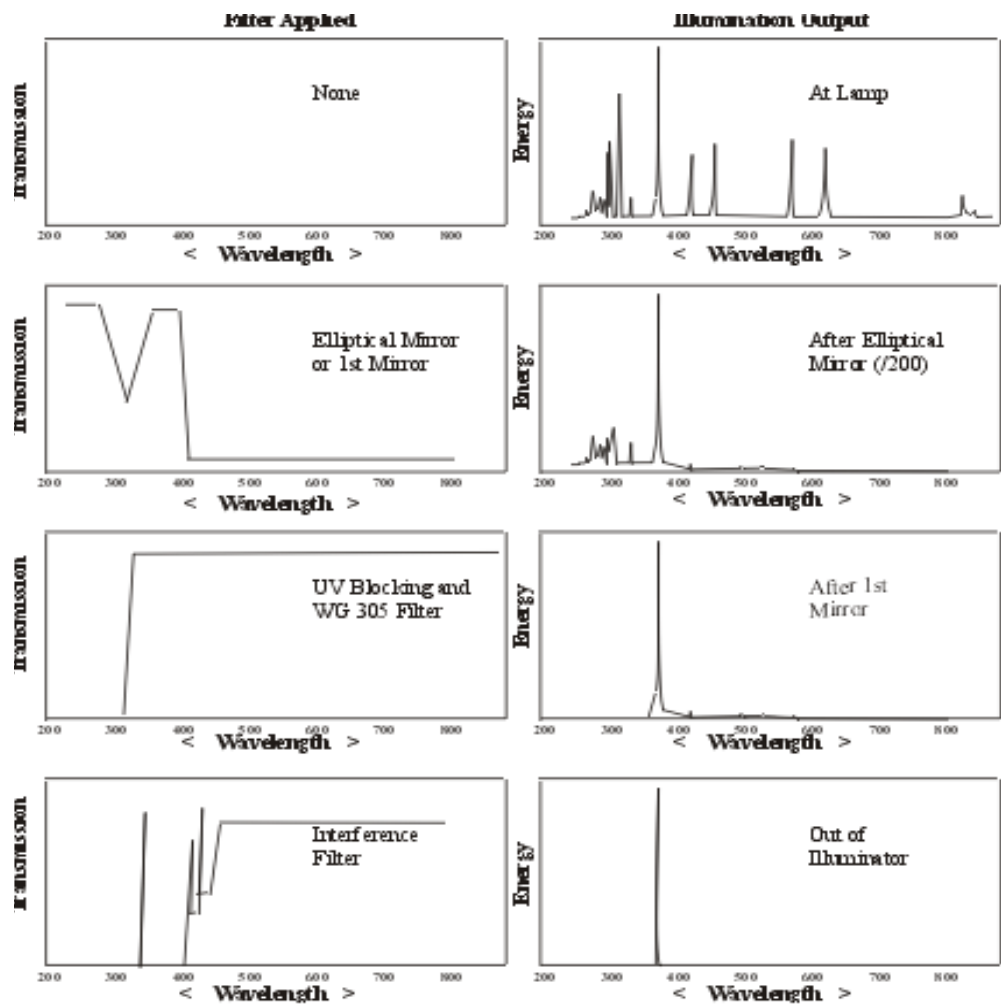 Filter Applied
Illumination Output
Transmission
None
200 300 400 500 600 700 800
< Wavelength >
Energy
At Lamp
200 300 400 500 600 700 800
< Wavelength >
Transmission
Elliptical Mirror
or 1st Mirror
200 300 400 500 600 700 800
< Wavelength >
Energy
After Elliptical
Mirror (/200)
200 300 400 500 600 700 800
< Wavelength >
Transmission
UV Blocking and
WG 305 Filter
200 300 400 500 600 700 800
< Wavelength >
Energy
After 1st
Mirror
200 300 400 500 600 700 800
< Wavelength >
Transmission
Interference
Filter
200 300 400 500 600 700 800
< Wavelength >
Energy
Out of
Illuminator
200 300 400 500 600 700 800
< Wavelength >